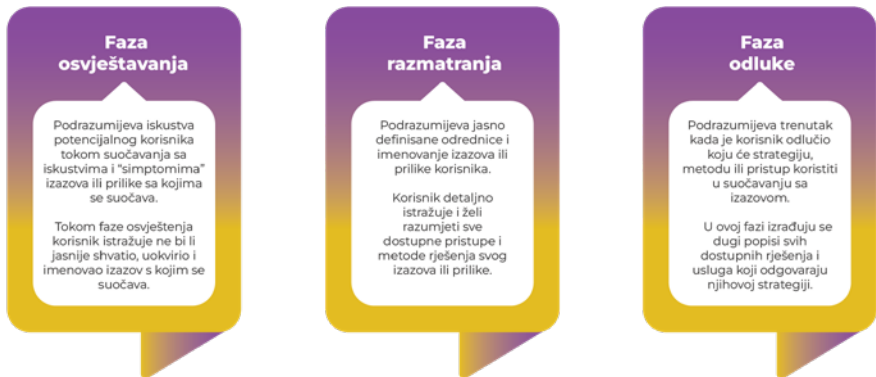 Faza
osvještavanja
Podrazumijeva iskustva
potencijalnog korisnika
tokom suočavanja sa
iskustvima i “simptomima”
izazova ili prilike sa kojima
se suočava.
Tokom faze osvještenja
korisnik istražuje ne bi li
jasnije shvatio, uokvirio i
imenovao izazov s kojim se
suočava.
Faza
razmatranja
Podrazumijeva jasno
definisane odrednice i
imenovanje izazova ili
prilike korisnika.
Korisnik detaljno
istražuje i želi
razumjeti sve
dostupne pristupe i
metode rješenja svog
izazova ili prilike.
Faza
odluke
Podrazumijeva trenutak
kada je korisnik odlučio
koju će strategiju,
metodu ili pristup koristiti
u suočavanju sa
izazovom.
U ovoj fazi izrađuju se
dugi popisi svih
dostupnih rješenja i
usluga koji odgovaraju
njihovoj strategiji.